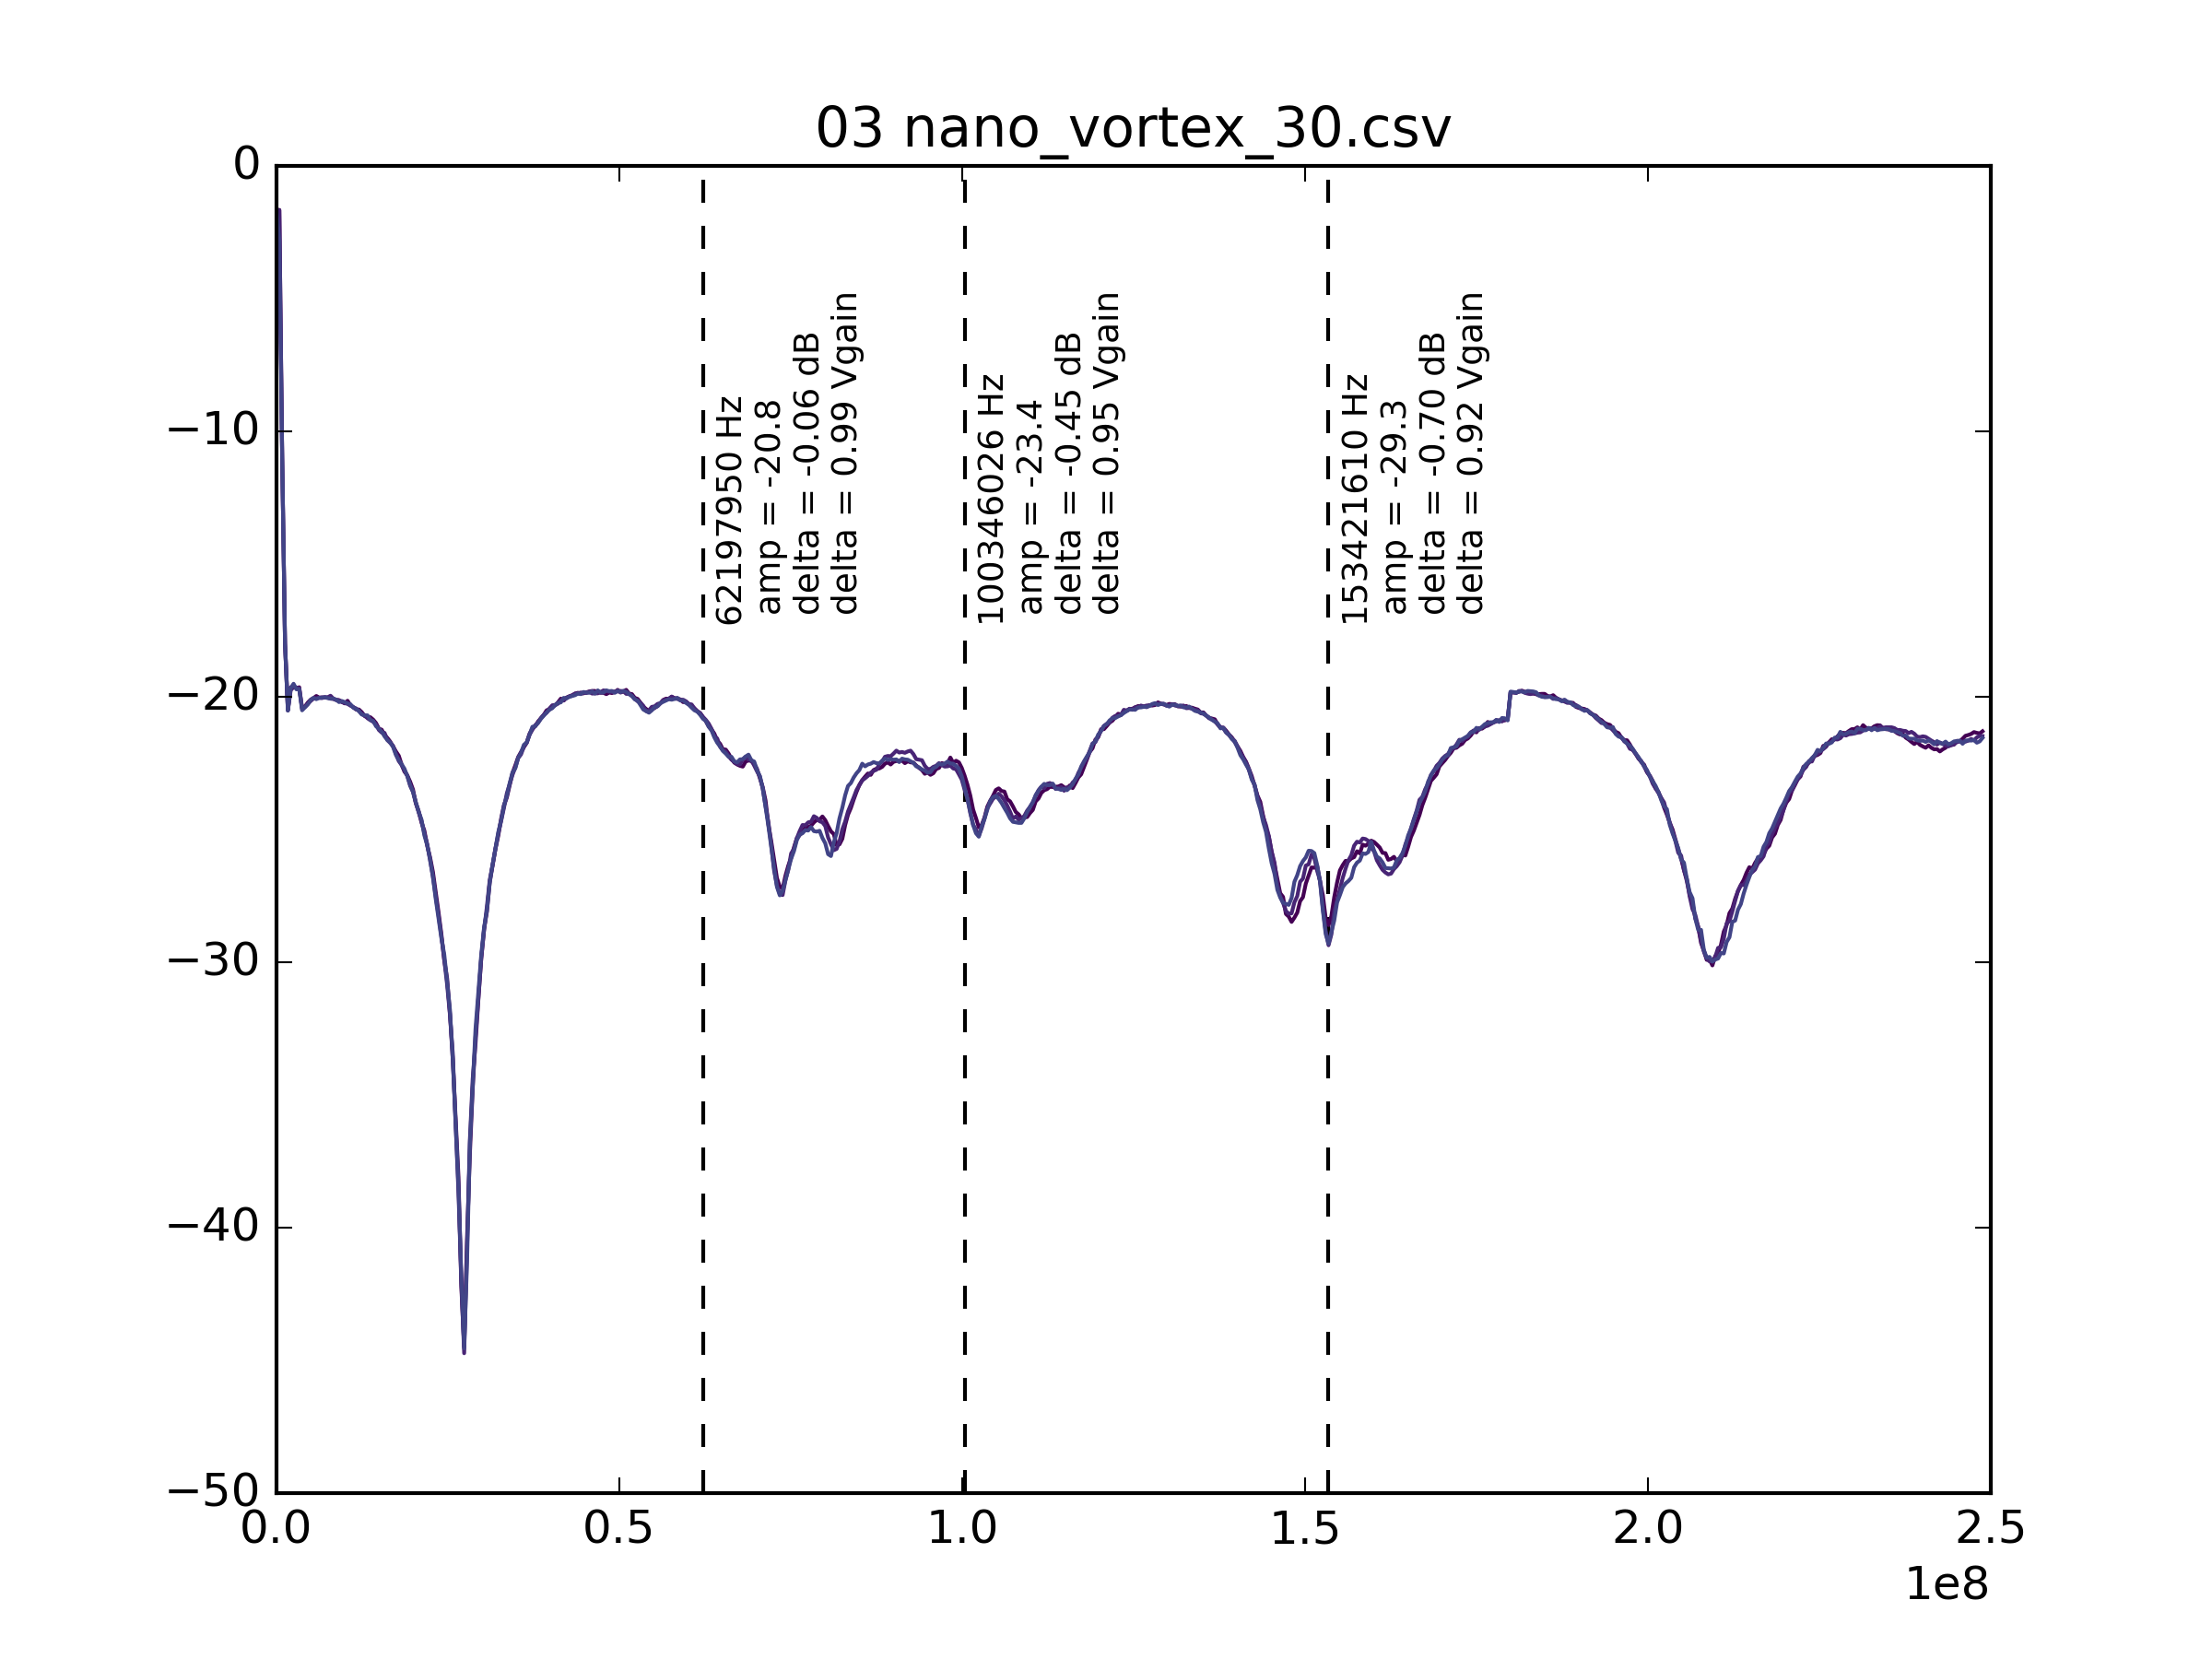 03 nano_vortex_30.csv
0
−10
−20
−30
−40
−50
62197950 Hz
amp = -20.8
delta = -0.06 dB
delta = 0.99 Vgain
100346026 Hz
amp = -23.4
delta = -0.45 dB
delta = 0.95 Vgain
153421610 Hz
amp = -29.3
delta = -0.70 dB
delta = 0.92 Vgain
0.0 0.5 1.0 1.5 2.0 2.5
1e8